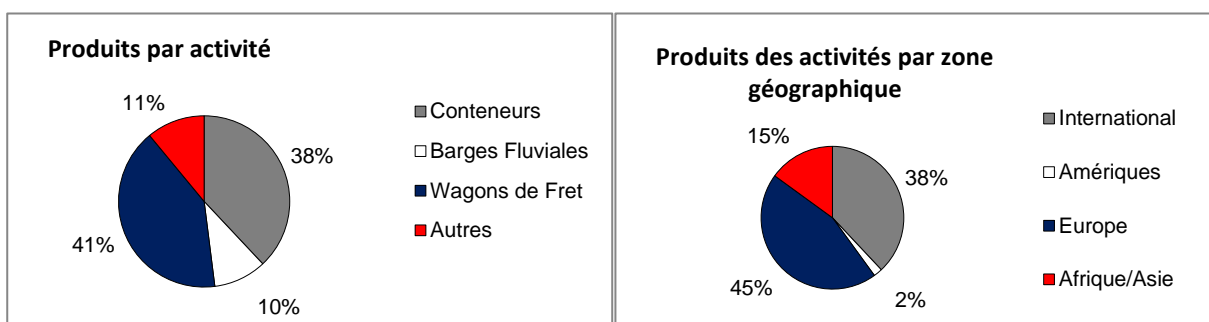 Produits par activité
11%
38%
41%
10%
Conteneurs
Barges Fluviales
Wagons de Fret
Autres
Produits des activités par zone
géographique
15%
38%
45%
2%
International
Amériques
Europe
Afrique/Asie